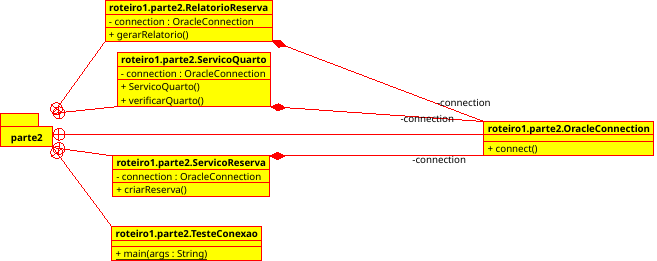 roteiro1.parte2.RelatorioReserva
- connection : OracleConnection
+ gerarRelatorio()
roteiro1.parte2.ServicoQuarto
- connection : OracleConnection
+ ServicoQuarto()
+ verificarQuarto()
-connection
-connection
parte2
roteiro1.parte2.OracleConnection
+ connect()
roteiro1.parte2.ServicoReserva
- connection : OracleConnection
+ criarReserva()
-connection
roteiro1.parte2.TesteConexao
+ main(args : String)